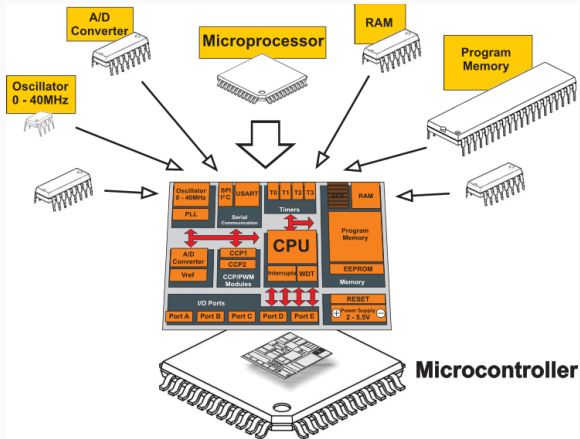 A/D
Converter
Microprocessor
RAM
Program
Memory
Oscillator
0 - 40MHz
Oscillator
0 - 40MHz
PLL
SPI
I²C
USART
Serial
Communication
T0 T1 T2 T3
Timers
RAM
Program
Memory
EEPROM
Memory
CPU
Interrupts
WDT
A/D
Converter
Vref
CCP1
CCP2
CCP/PWM
Modules
I/O Ports
Port A Port B Port C Port D Port E
RESET
Power Supply
2 - 5.5V
Microcontroller